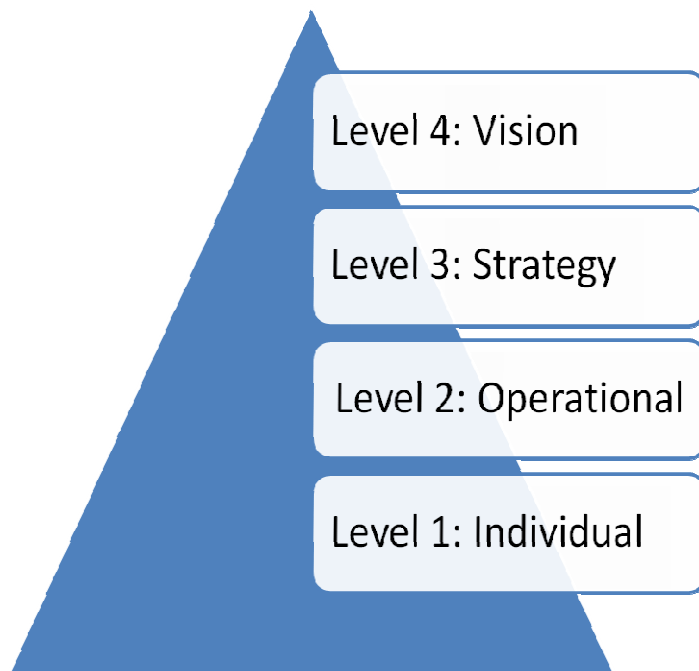 Level 4: Vision
Level 3: Strategy
Level 2: Operational
Level 1: Individual